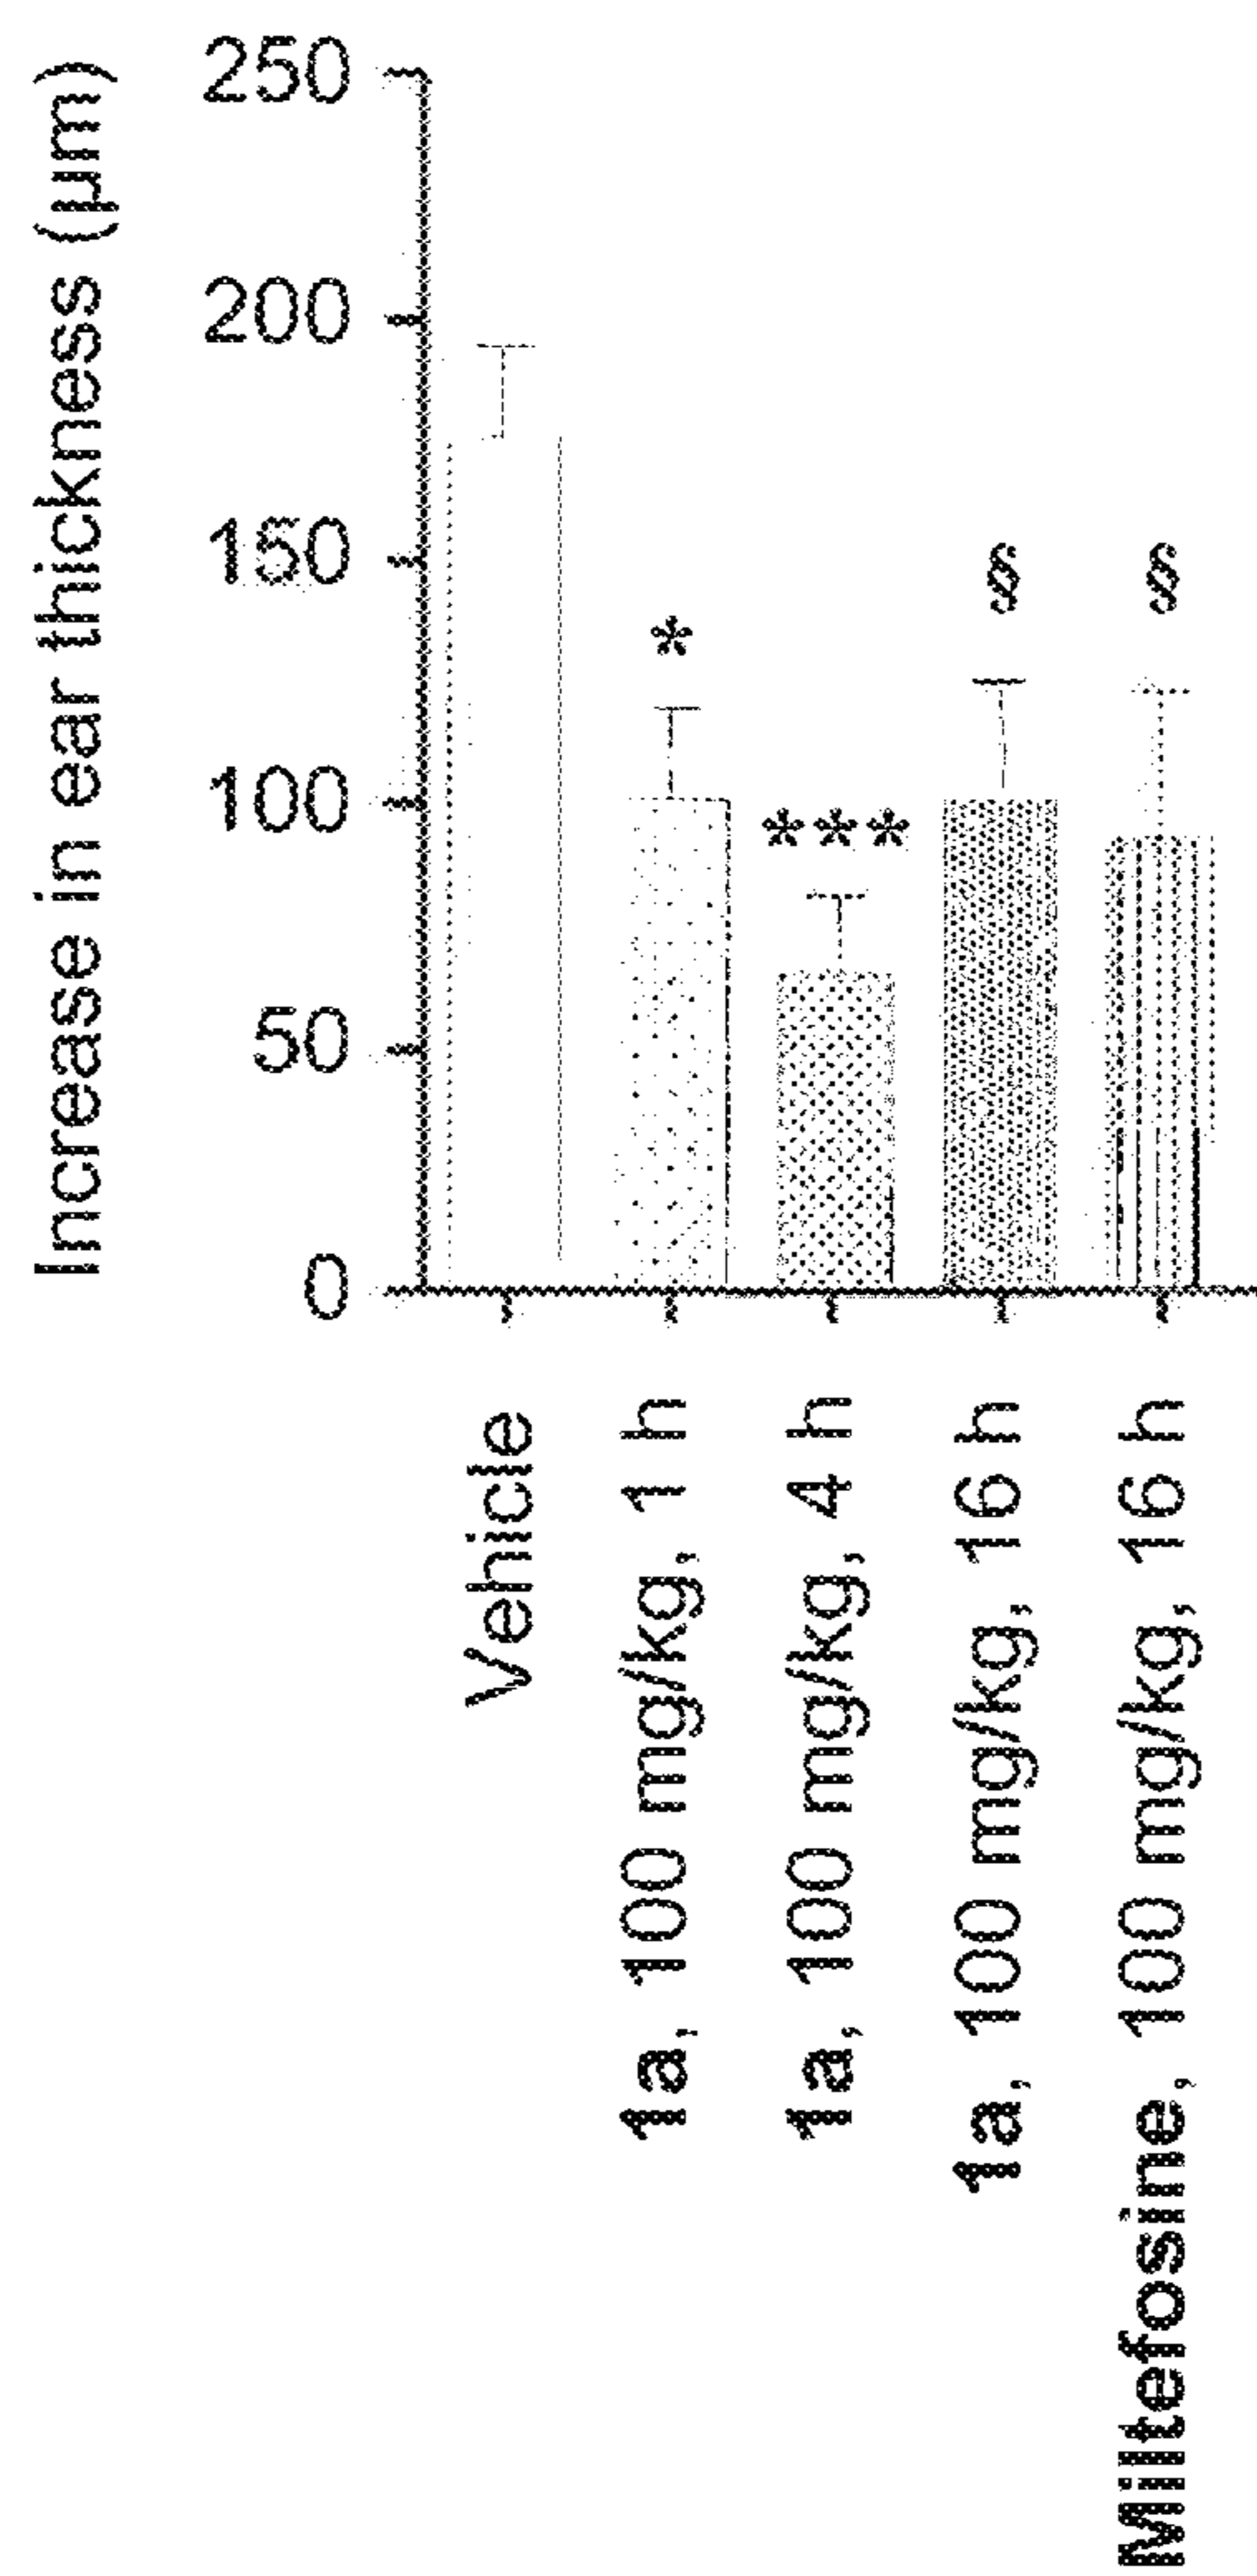 Increase in ear thickness (µm)
250
200
150
100
50
0
*
***
§
§
Vehicle
1a, 100 mg/kg, 1 h
1a, 100 mg/kg, 4 h
1a, 100 mg/kg, 16 h
Miltefosine, 100 mg/kg, 16 h